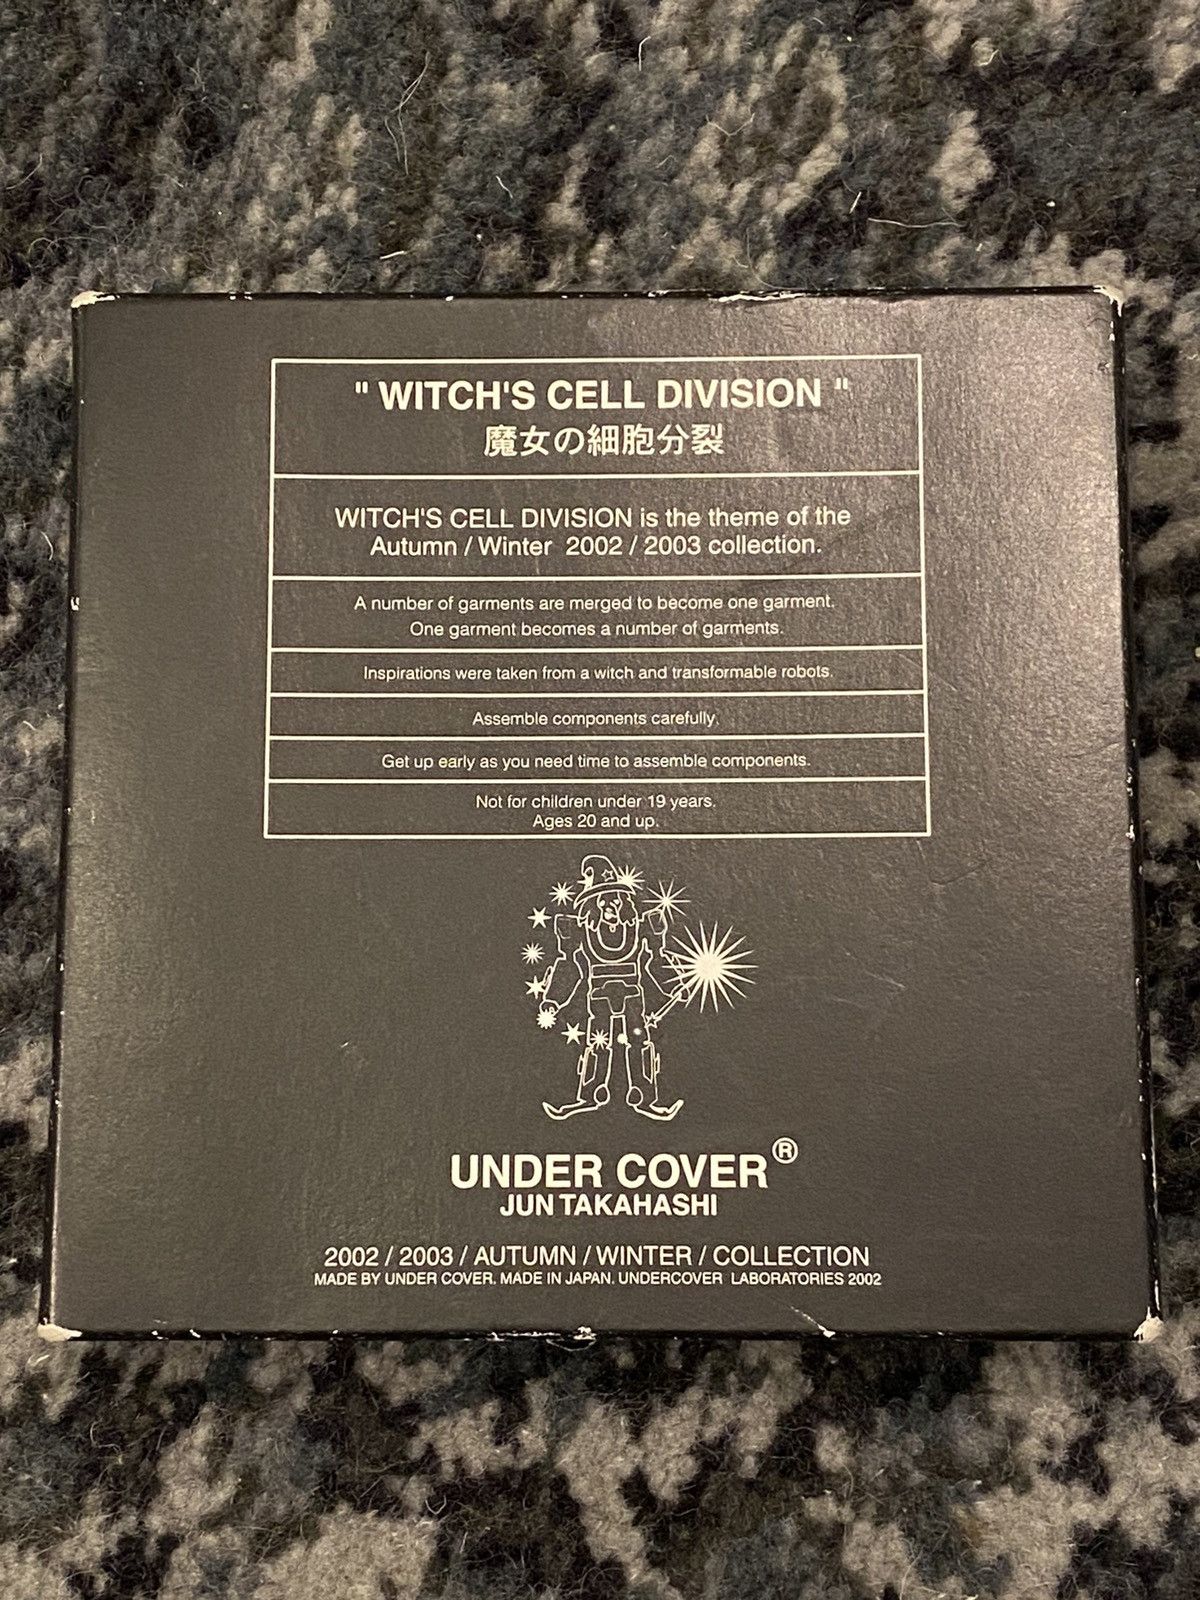 " WITCH'S CELL DIVISION "
魔女の細胞分裂
WITCH'S CELL DIVISION is the theme of the
Autumn / Winter 2002 / 2003 collection.
A number of garments are merged to become one garment.
One garment becomes a number of garments.
Inspirations were taken from a witch and transformable robots.
Assemble components carefully.
Get up early as you need time to assemble components.
Not for children under 19 years.
Ages 20 and up.
UNDER COVER®
JUN TAKAHASHI
2002 / 2003 / AUTUMN / WINTER / COLLECTION
MADE BY UNDER COVER. MADE IN JAPAN. UNDERCOVER LABORATORIES 2002